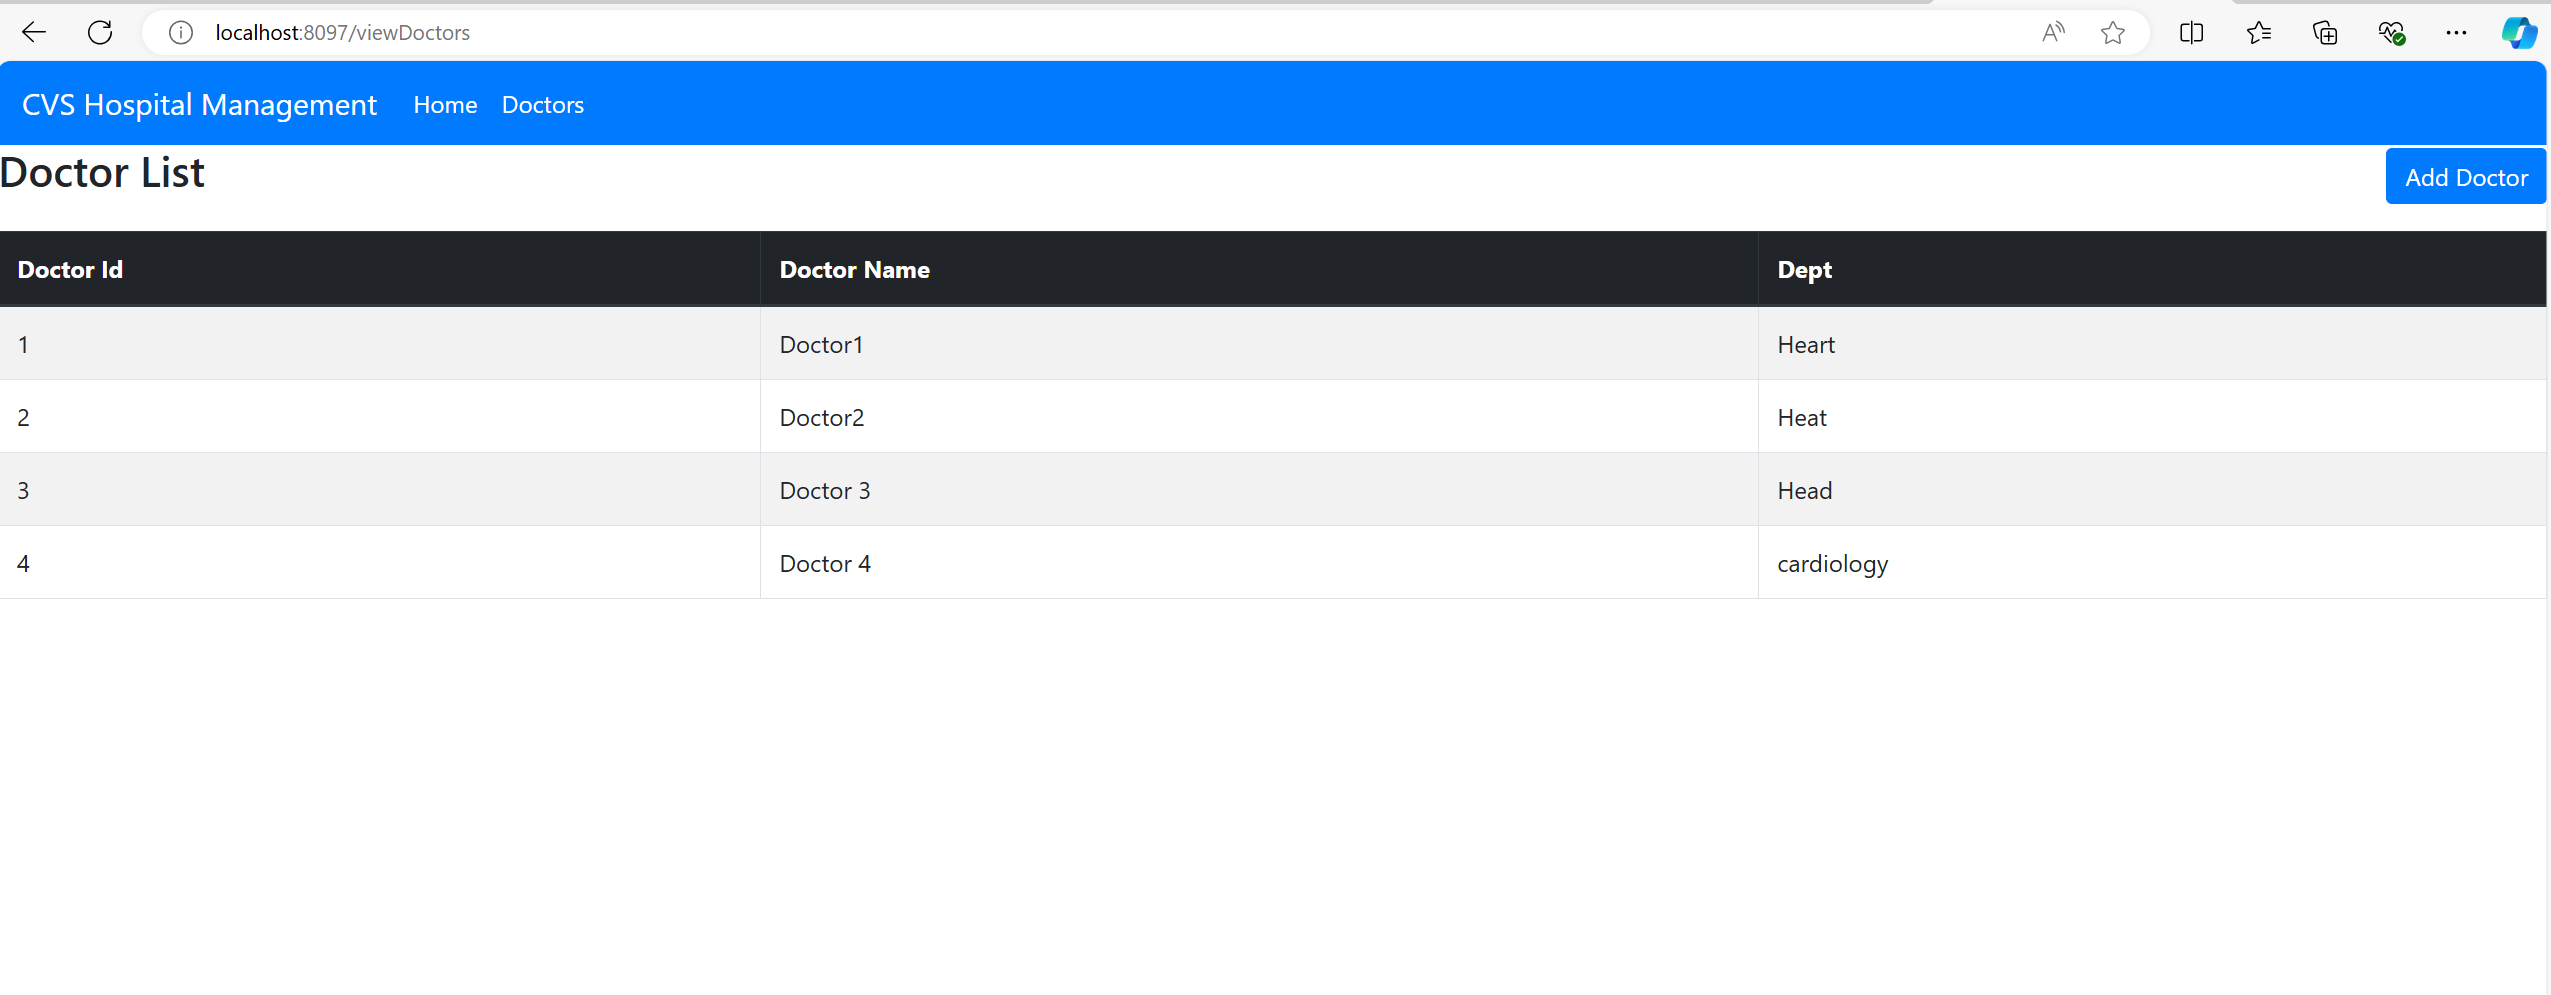 localhost:8097/viewDoctors
CVS Hospital Management Home Doctors
Doctor List Add Doctor
Doctor Id Doctor Name Dept
1 Doctor1 Heart
2 Doctor2 Heat
3 Doctor 3 Head
4 Doctor 4 cardiology